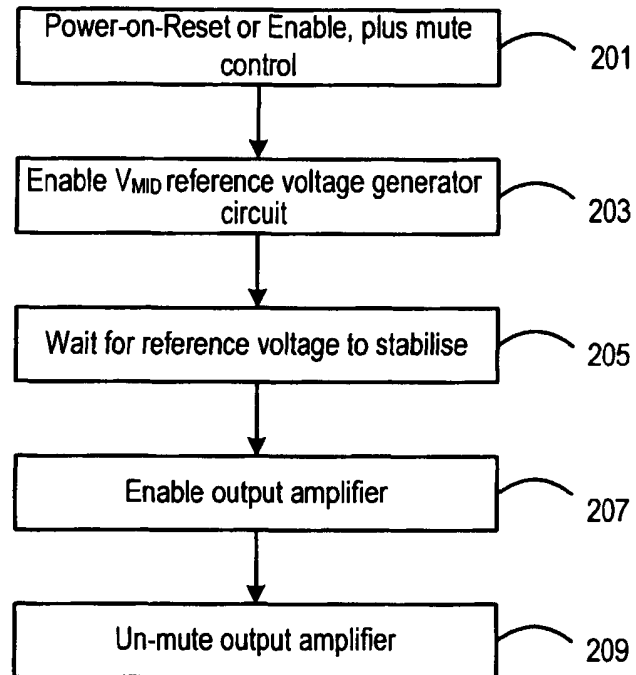 Power-on-Reset or Enable, plus mute
control
201
Enable VMID reference voltage generator
circuit
203
Wait for reference voltage to stabilise
205
Enable output amplifier
207
Un-mute output amplifier
209